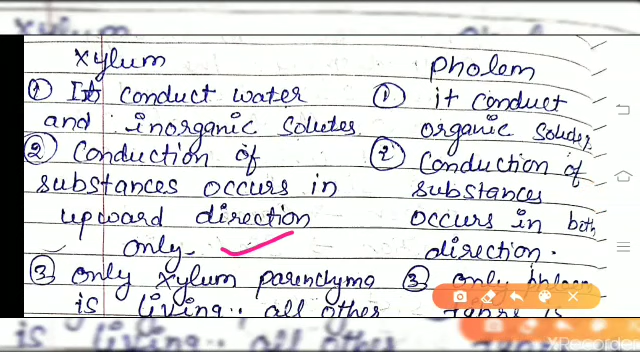 xylum
① It conduct water
and inorganic solutes
② Conduction of
substances occurs in
upward direction
only.
③ only xylum parenchyma
is living. all other
Pholem
① it conduct
organic solutes,
② Conduction of
substances
occurs in both
direction.
③ only phloem
XRecorder